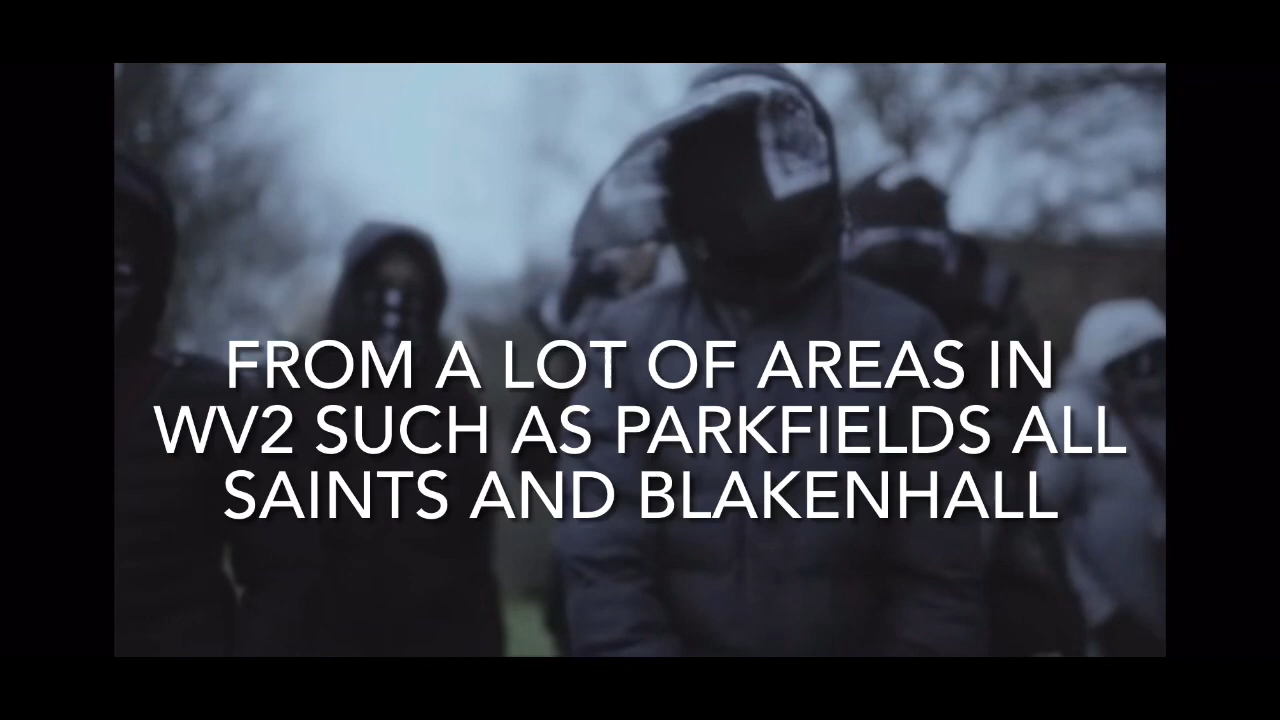 FROM A LOT OF AREAS IN
WV2 SUCH AS PARKFIELDS ALL
SAINTS AND BLAKENHALL